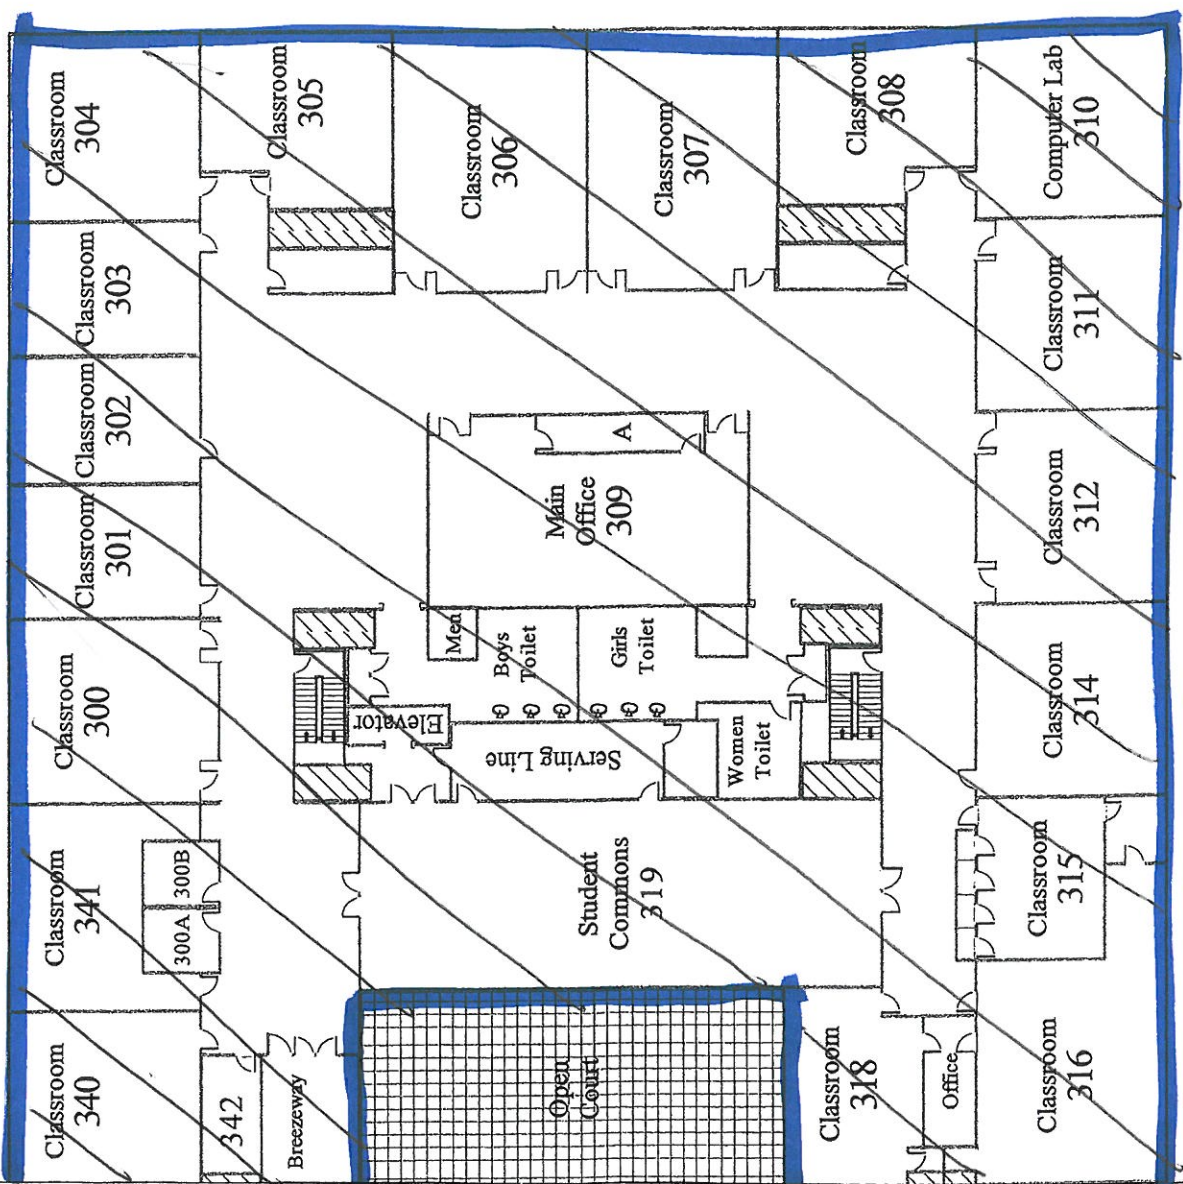 Classroom
304
Classroom
305
Classroom
306
Classroom
307
Classroom
308
Computer Lab
310
Classroom
303
Classroom
311
Classroom
302
A
Main
Office
309
Classroom
312
Classroom
301
Men
Boys
Toilet
Girls
Toilet
Classroom
300
Elevator
Serving Line
Women
Toilet
Classroom
314
Classroom
341
300B
300A
Student
Commons
319
Classroom
315
Classroom
340
342
Breezeway
Open
Court
Classroom
318
Office
Classroom
316